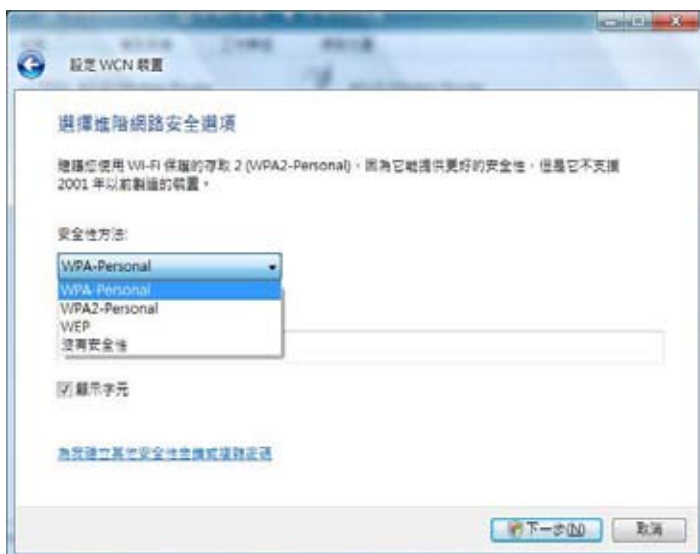 設定 WCN 裝置
選擇進階網路安全選項
建議您使用 Wi-Fi 保護的存取 2 (WPA2-Personal)，因為它能提供更好的安全性，但是它不支援
2001 年以前製造的裝置。
安全性方法:
WPA-Personal
WPA-Personal
WPA2-Personal
WEP
沒有安全性
顯示字元
為我建立其他安全性金鑰或複雜密碼
下一步(N)
取消